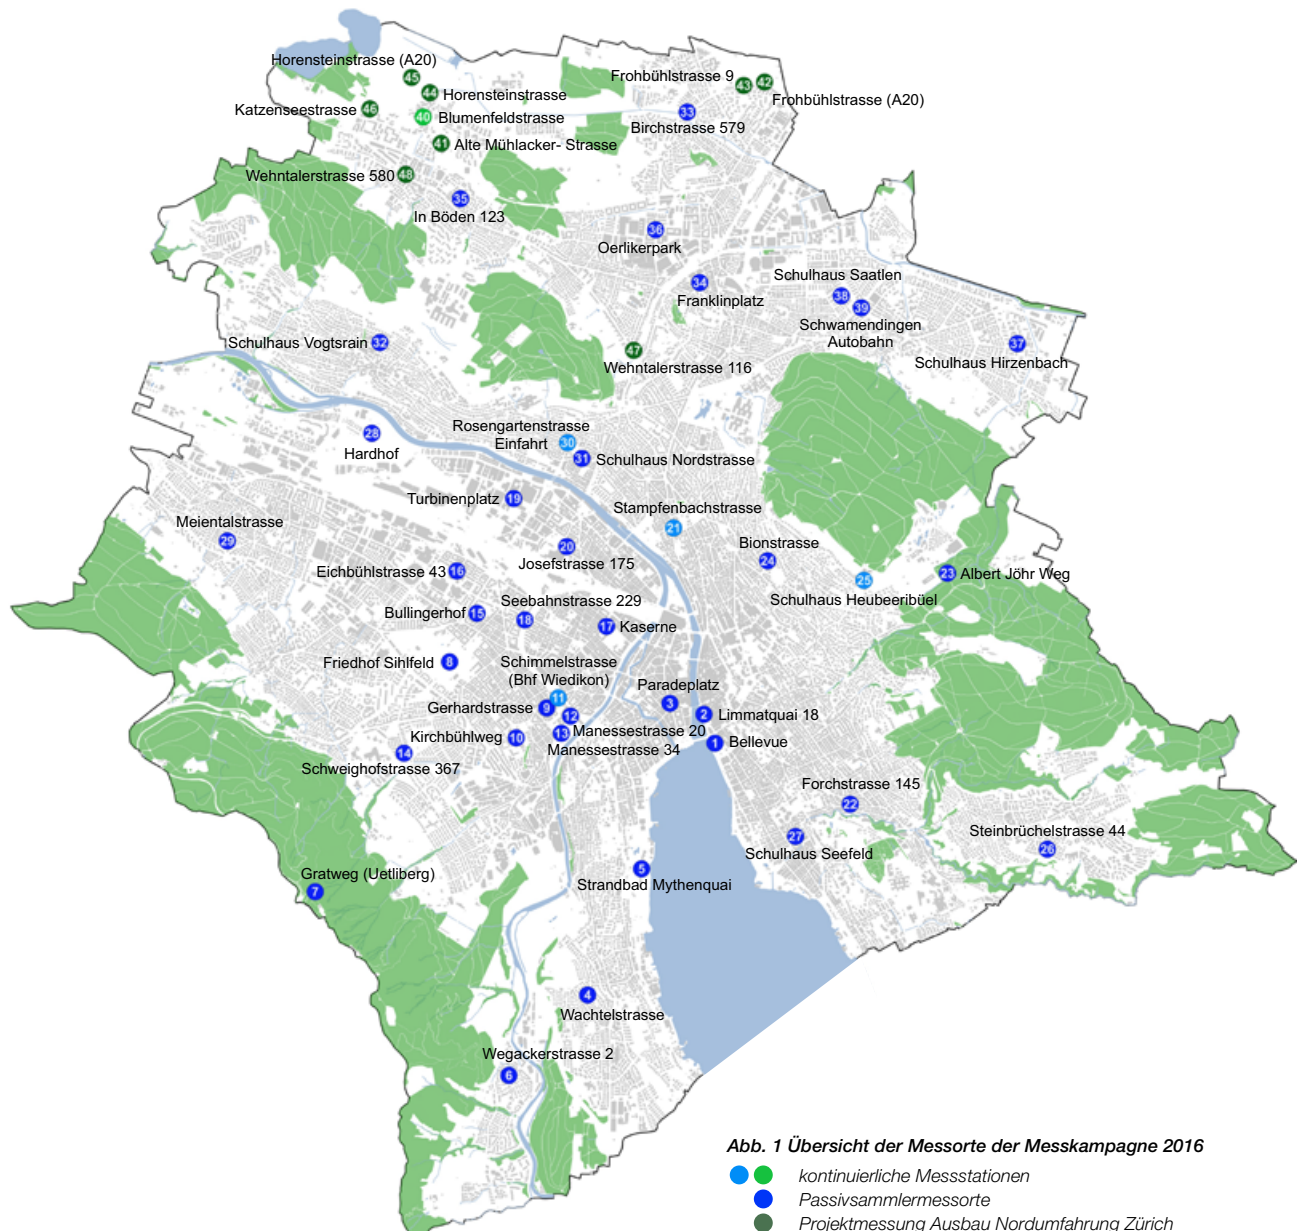 Horensteinstrasse (A20)
45
44
Horensteinstrasse
Katzenseestrasse
46
40
Blumenfeldstrasse
41
Alte Mühlacker- Strasse
Wehntalerstrasse 580
48
35
In Böden 123
Frohbühlstrasse 9
43
42
Frohbühlstrasse (A20)
33
Birchstrasse 579
36
Oerlikerpark
34
Franklinplatz
Schulhaus Saatlen
38
39
Schwamendingen
Autobahn
37
Schulhaus Hirzenbach
Schulhaus Vogtsrain
32
47
Wehntalerstrasse 116
28
Hardhof
Rosengartenstrasse
Einfahrt
30
31
Schulhaus Nordstrasse
Turbinenplatz
19
Stampfenbachstrasse
21
Meientalstrasse
29
20
Josefstrasse 175
Bionstrasse
24
Eichbühlstrasse 43
16
25
Schulhaus Heubeeribüel
23
Albert Jöhr Weg
Bullingerhof
15
Seebahnstrasse 229
18
17
Kaserne
Friedhof Sihlfeld
8
Schimmelstrasse
(Bhf Wiedikon)
11
Gerhardstrasse
9
12
Manessestrasse 20
13
Manessestrasse 34
Kirchbühlweg
10
14
Schweighofstrasse 367
Paradeplatz
3
2
Limmatquai 18
1
Bellevue
Forchstrasse 145
22
27
Schulhaus Seefeld
Steinbrüchelstrasse 44
26
Gratweg (Uetliberg)
7
5
Strandbad Mythenquai
4
Wachtelstrasse
Wegackerstrasse 2
6
Abb. 1 Übersicht der Messorte der Messkampagne 2016
kontinuierliche Messstationen
Passivsammlermessorte
Projektmessung Ausbau Nordumfahrung Zürich